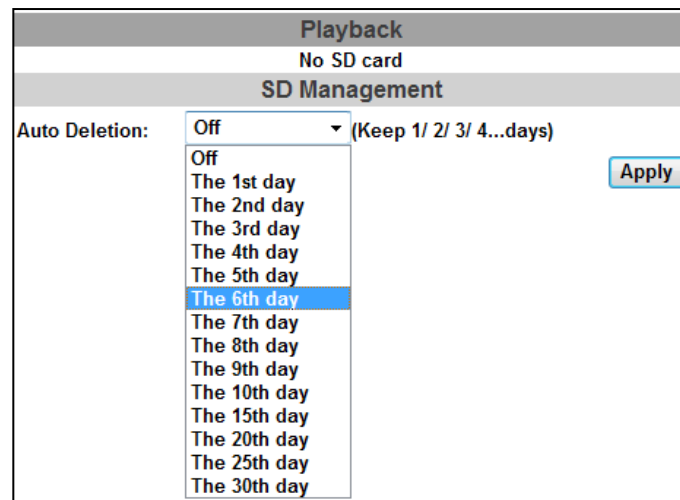 Playback
No SD card
SD Management
Auto Deletion: Off (Keep 1/ 2/ 3/ 4...days)
Off
The 1st day
Apply
The 2nd day
The 3rd day
The 4th day
The 5th day
The 6th day
The 7th day
The 8th day
The 9th day
The 10th day
The 15th day
The 20th day
The 25th day
The 30th day